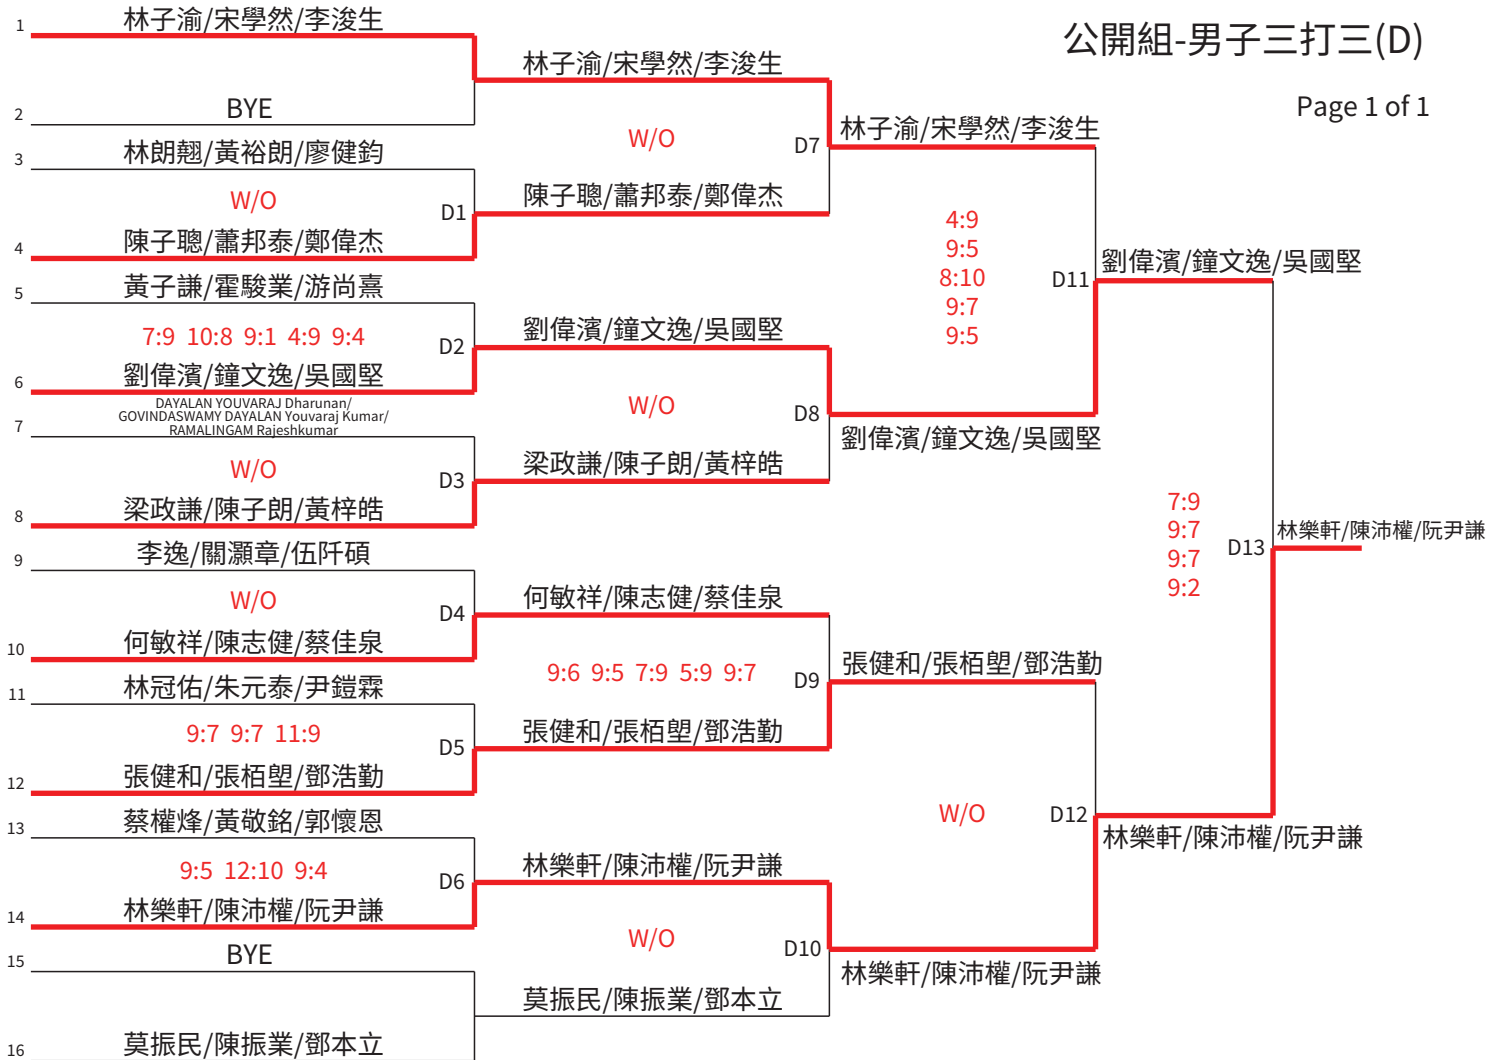 公開組-男子三打三(D)
Page 1 of 1
1
林子渝/宋學然/李浚生
2
BYE
3
林朗翹/黃裕朗/廖健鈞
W/O
D1
4
陳子聰/蕭邦泰/鄭偉杰
5
黃子謙/霍駿業/游尚熹
7:9 10:8 9:1 4:9 9:4
D2
6
劉偉濱/鐘文逸/吳國堅
7
DAYALAN YOUVARAJ Dharunan/
GOVINDASWAMY DAYALAN Youvaraj Kumar/
RAMALINGAM Rajeshkumar
W/O
D3
8
梁政謙/陳子朗/黃梓皓
9
李逸/關灝章/伍阡碩
W/O
D4
10
何敏祥/陳志健/蔡佳泉
11
林冠佑/朱元泰/尹鎧霖
9:7 9:7 11:9
D5
12
張健和/張栢塱/鄧浩勤
13
蔡權烽/黃敬銘/郭懷恩
9:5 12:10 9:4
D6
14
林樂軒/陳沛權/阮尹謙
15
BYE
16
莫振民/陳振業/鄧本立
林子渝/宋學然/李浚生
W/O
D7
陳子聰/蕭邦泰/鄭偉杰
劉偉濱/鐘文逸/吳國堅
W/O
D8
梁政謙/陳子朗/黃梓皓
何敏祥/陳志健/蔡佳泉
9:6 9:5 7:9 5:9 9:7
D9
張健和/張栢塱/鄧浩勤
林樂軒/陳沛權/阮尹謙
W/O
D10
莫振民/陳振業/鄧本立
林子渝/宋學然/李浚生
4:9
9:5
8:10
9:7
9:5
D11
劉偉濱/鐘文逸/吳國堅
張健和/張栢塱/鄧浩勤
W/O
D12
林樂軒/陳沛權/阮尹謙
劉偉濱/鐘文逸/吳國堅
7:9
9:7
9:7
9:2
D13
林樂軒/陳沛權/阮尹謙
林樂軒/陳沛權/阮尹謙